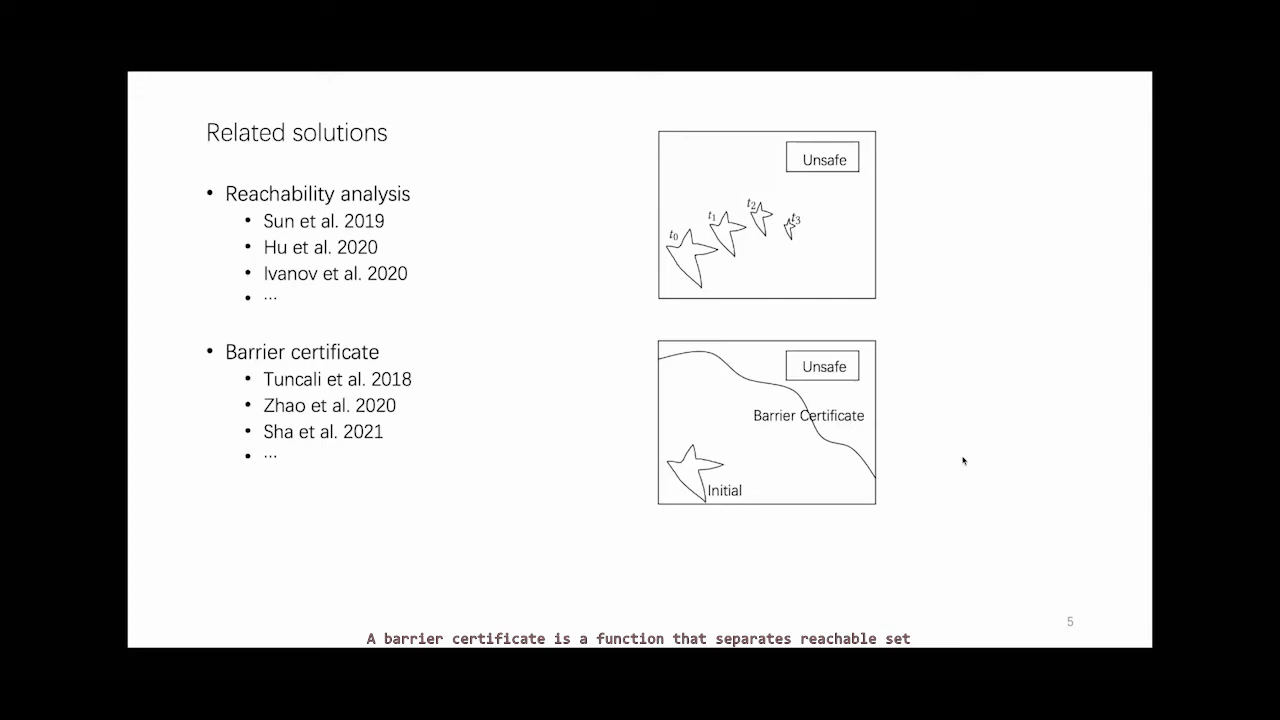 Related solutions
• Reachability analysis
• Sun et al. 2019
• Hu et al. 2020
• Ivanov et al. 2020
• ...
• Barrier certificate
• Tuncali et al. 2018
• Zhao et al. 2020
• Sha et al. 2021
• ...
Unsafe
t0
t1
t2
t3
Unsafe
Barrier Certificate
Initial
5
A barrier certificate is a function that separates reachable set